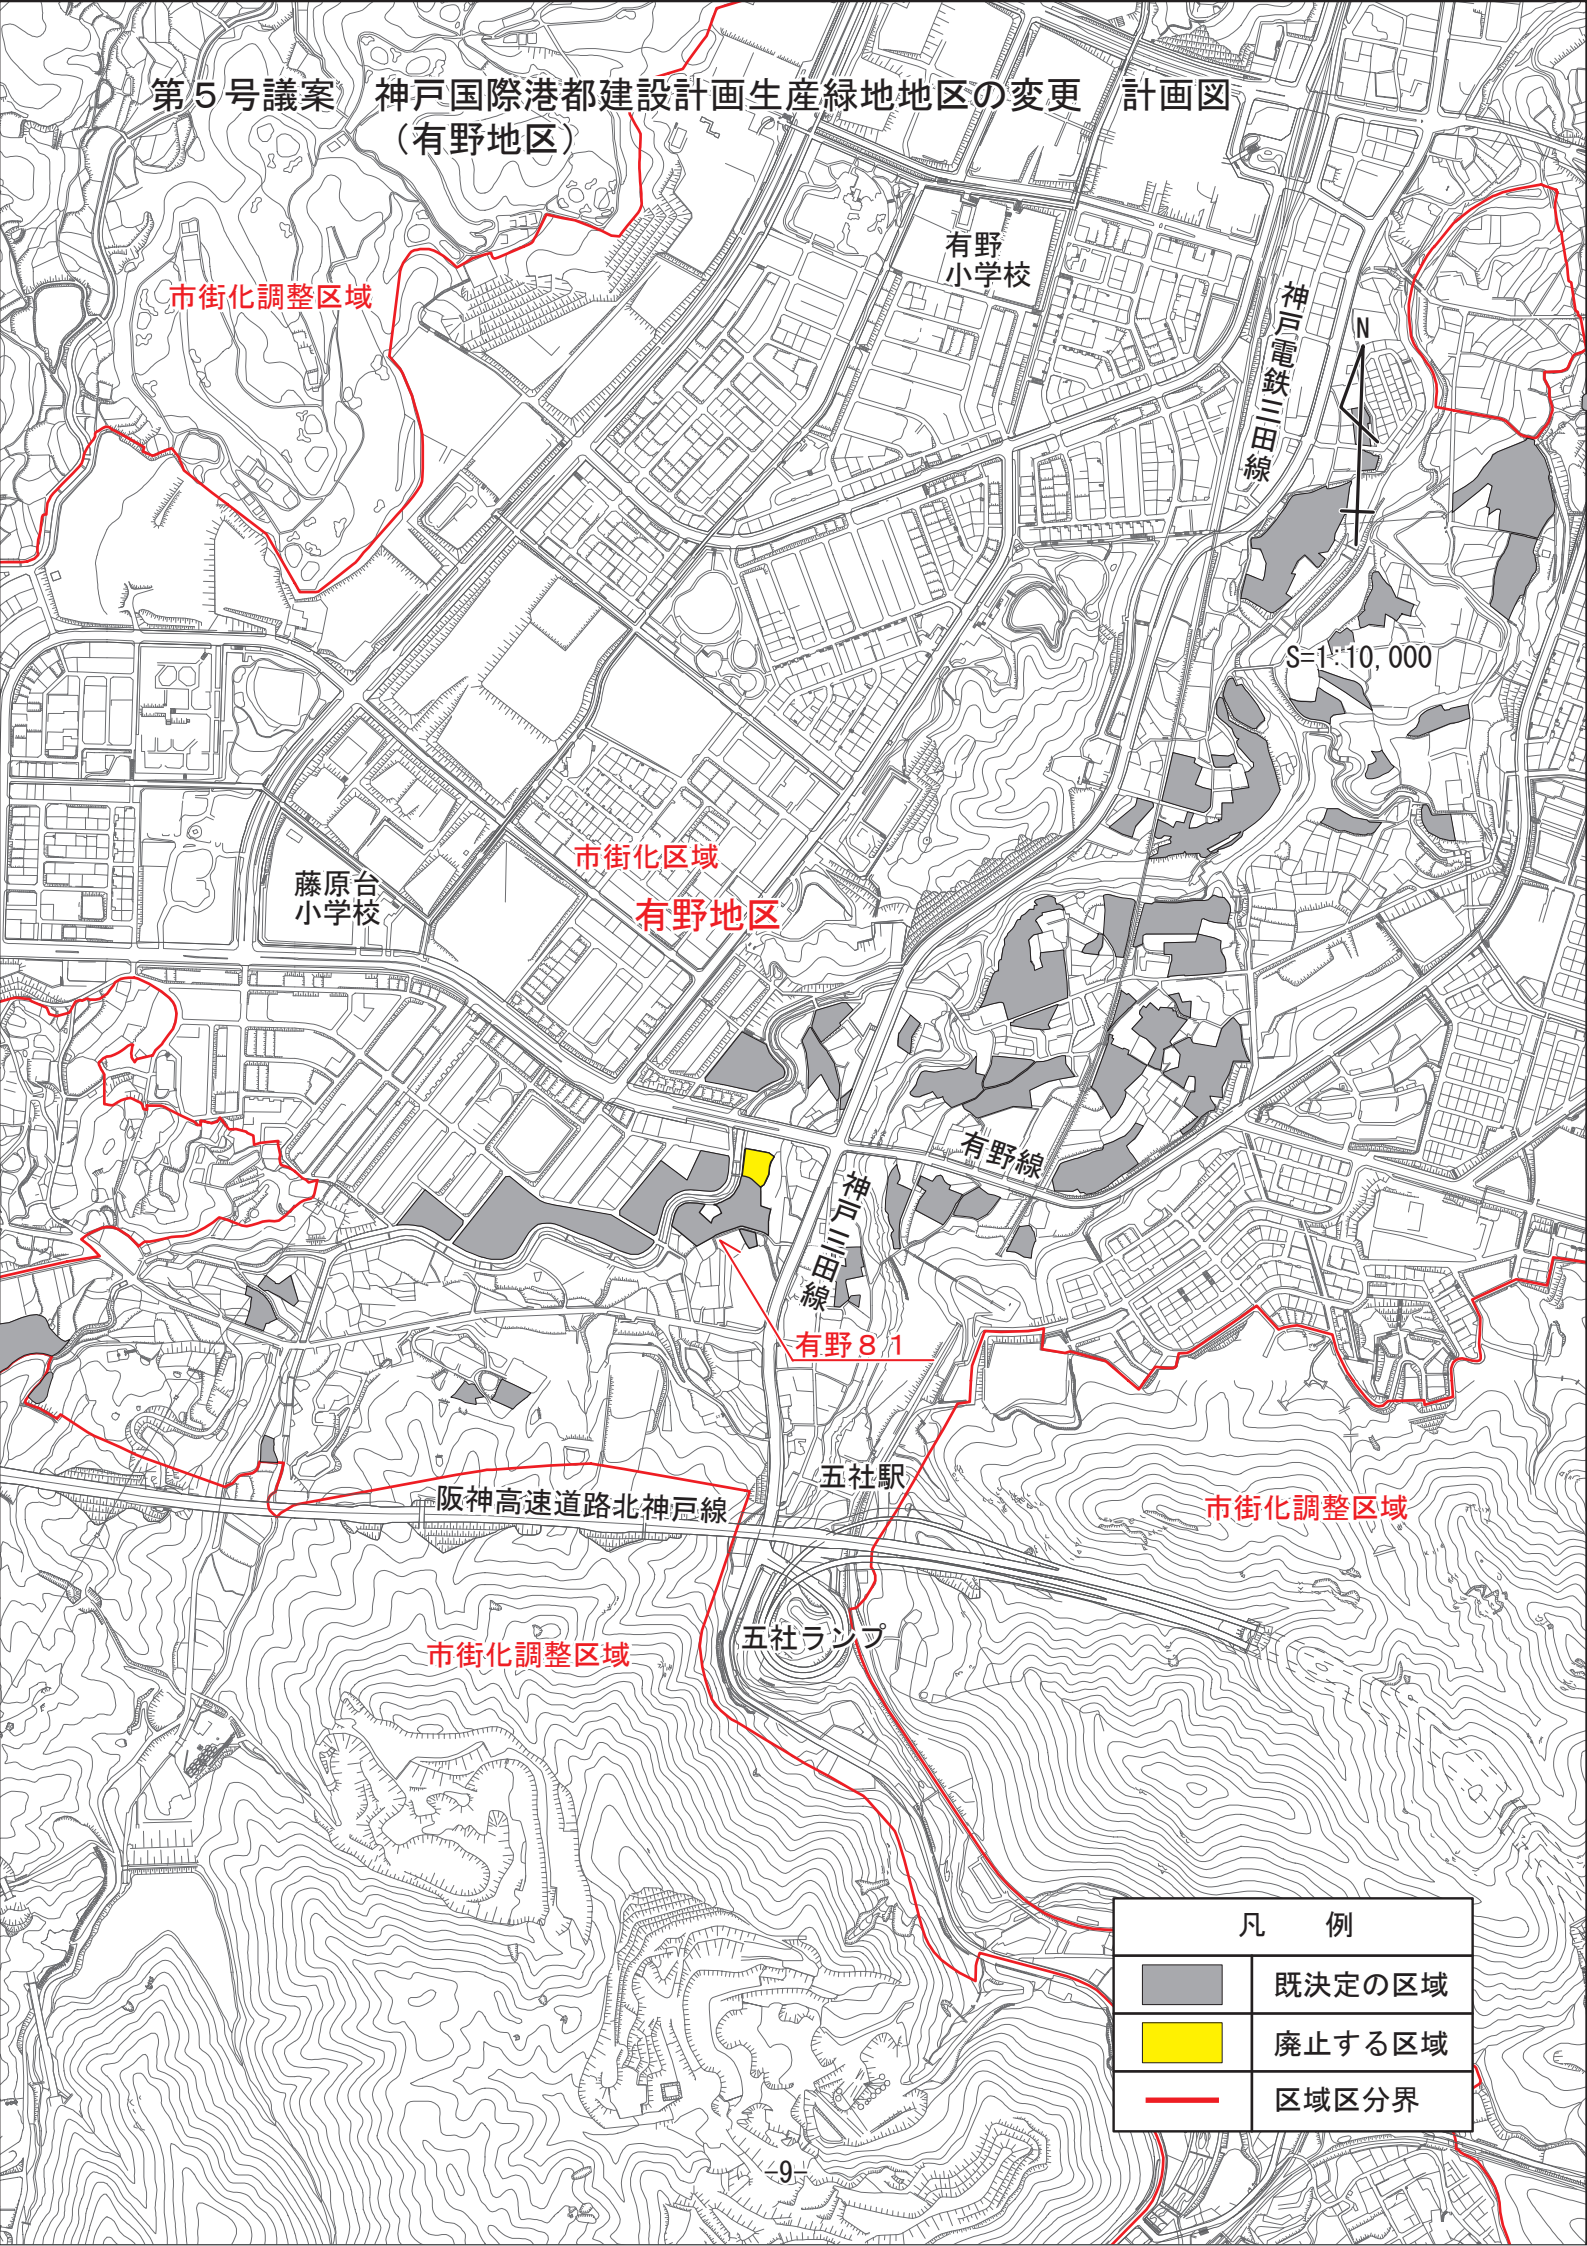 第５号議案　神戸国際港都建設計画生産緑地地区の変更　計画図
（有野地区）
有野
小学校
市街化調整区域
神戸電鉄三田線
N
S=1:10,000
市街化区域
藤原台
小学校
有野地区
有野線
神戸三田線
有野８１
五社駅
阪神高速道路北神戸線
市街化調整区域
五社ランプ
市街化調整区域
凡　例
既決定の区域
廃止する区域
区域区分界
-9-